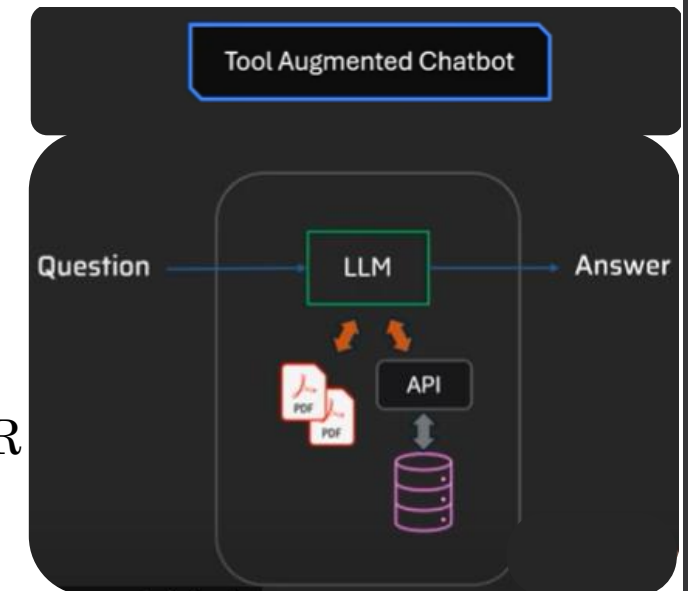 Tool Augmented Chatbot
Question
LLM
Answer
PDF
PDF
API
R